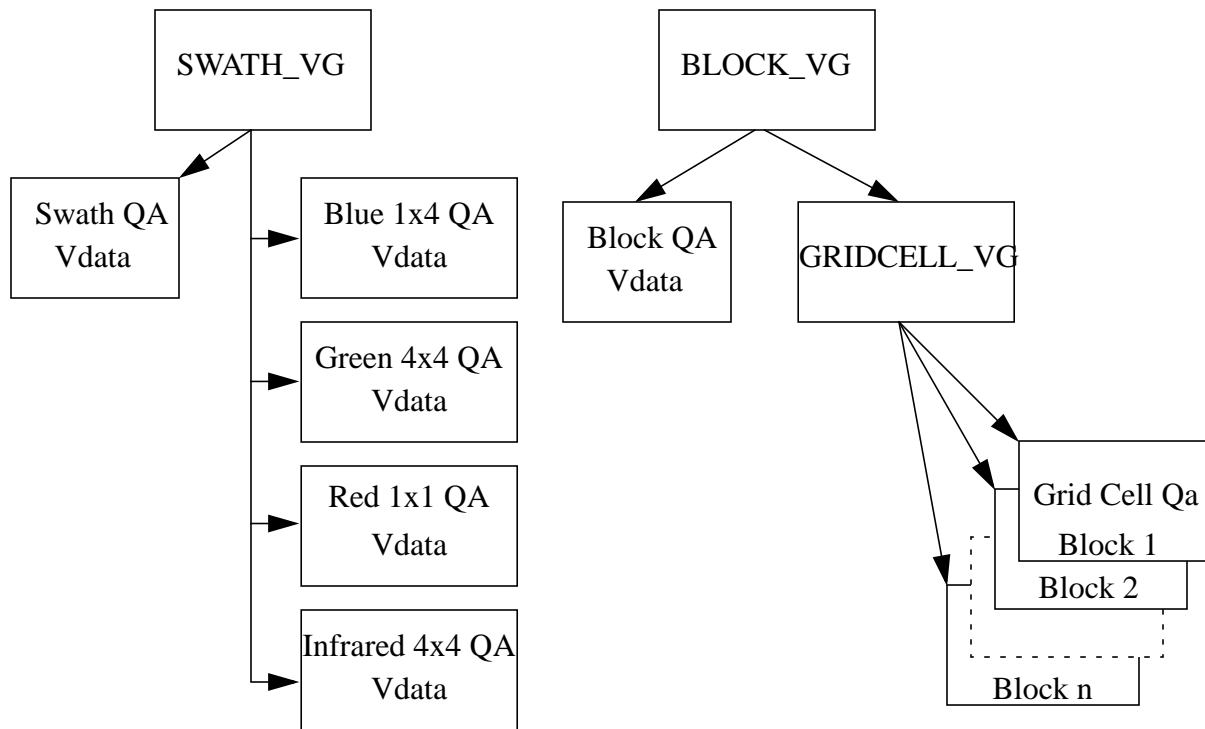 SWATH_VG
Swath QA
Vdata
Blue 1x4 QA
Vdata
Green 4x4 QA
Vdata
Red 1x1 QA
Vdata
Infrared 4x4 QA
Vdata
BLOCK_VG
Block QA
Vdata
GRIDCELL_VG
Grid Cell Qa
Block 1
Block 2
Block n